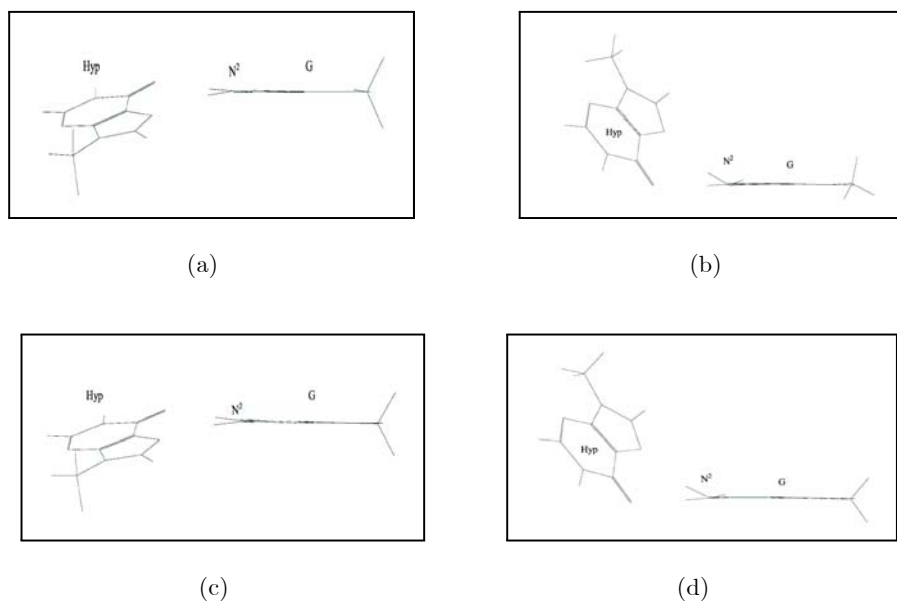 Hyp
N² G
(a)
Hyp
N² G
(b)
Hyp
N² G
(c)
Hyp
N² G
(d)